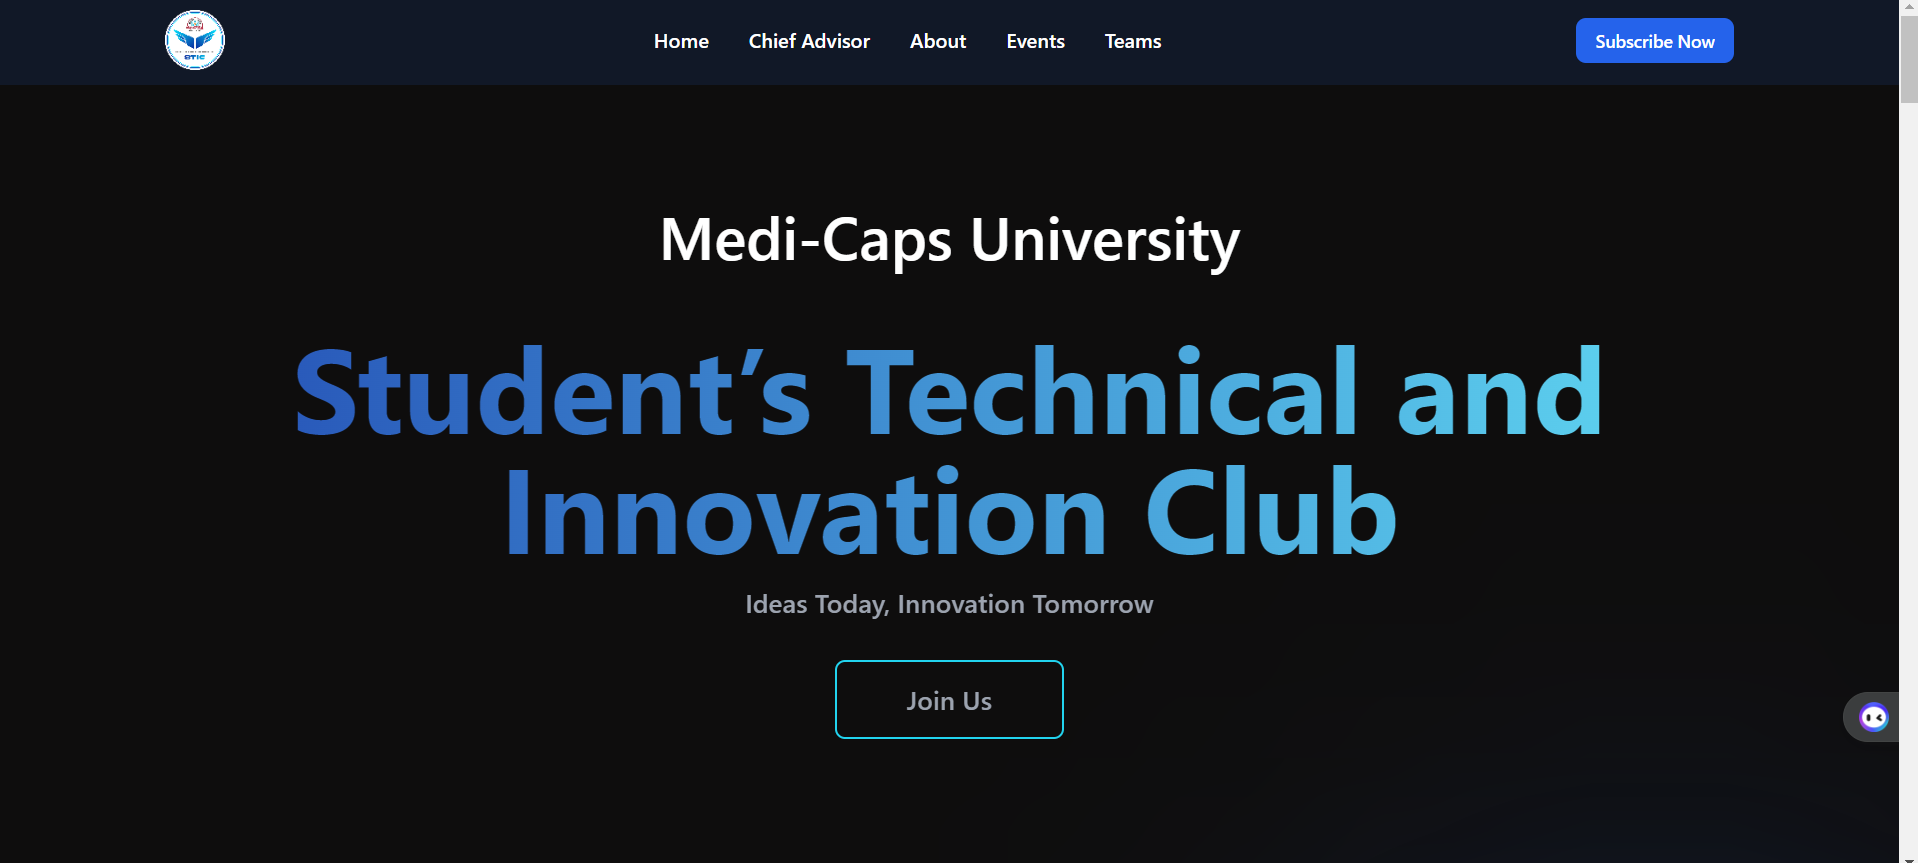 Home Chief Advisor About Events Teams Subscribe Now
Medi-Caps University
Student’s Technical and
Innovation Club
Ideas Today, Innovation Tomorrow
Join Us